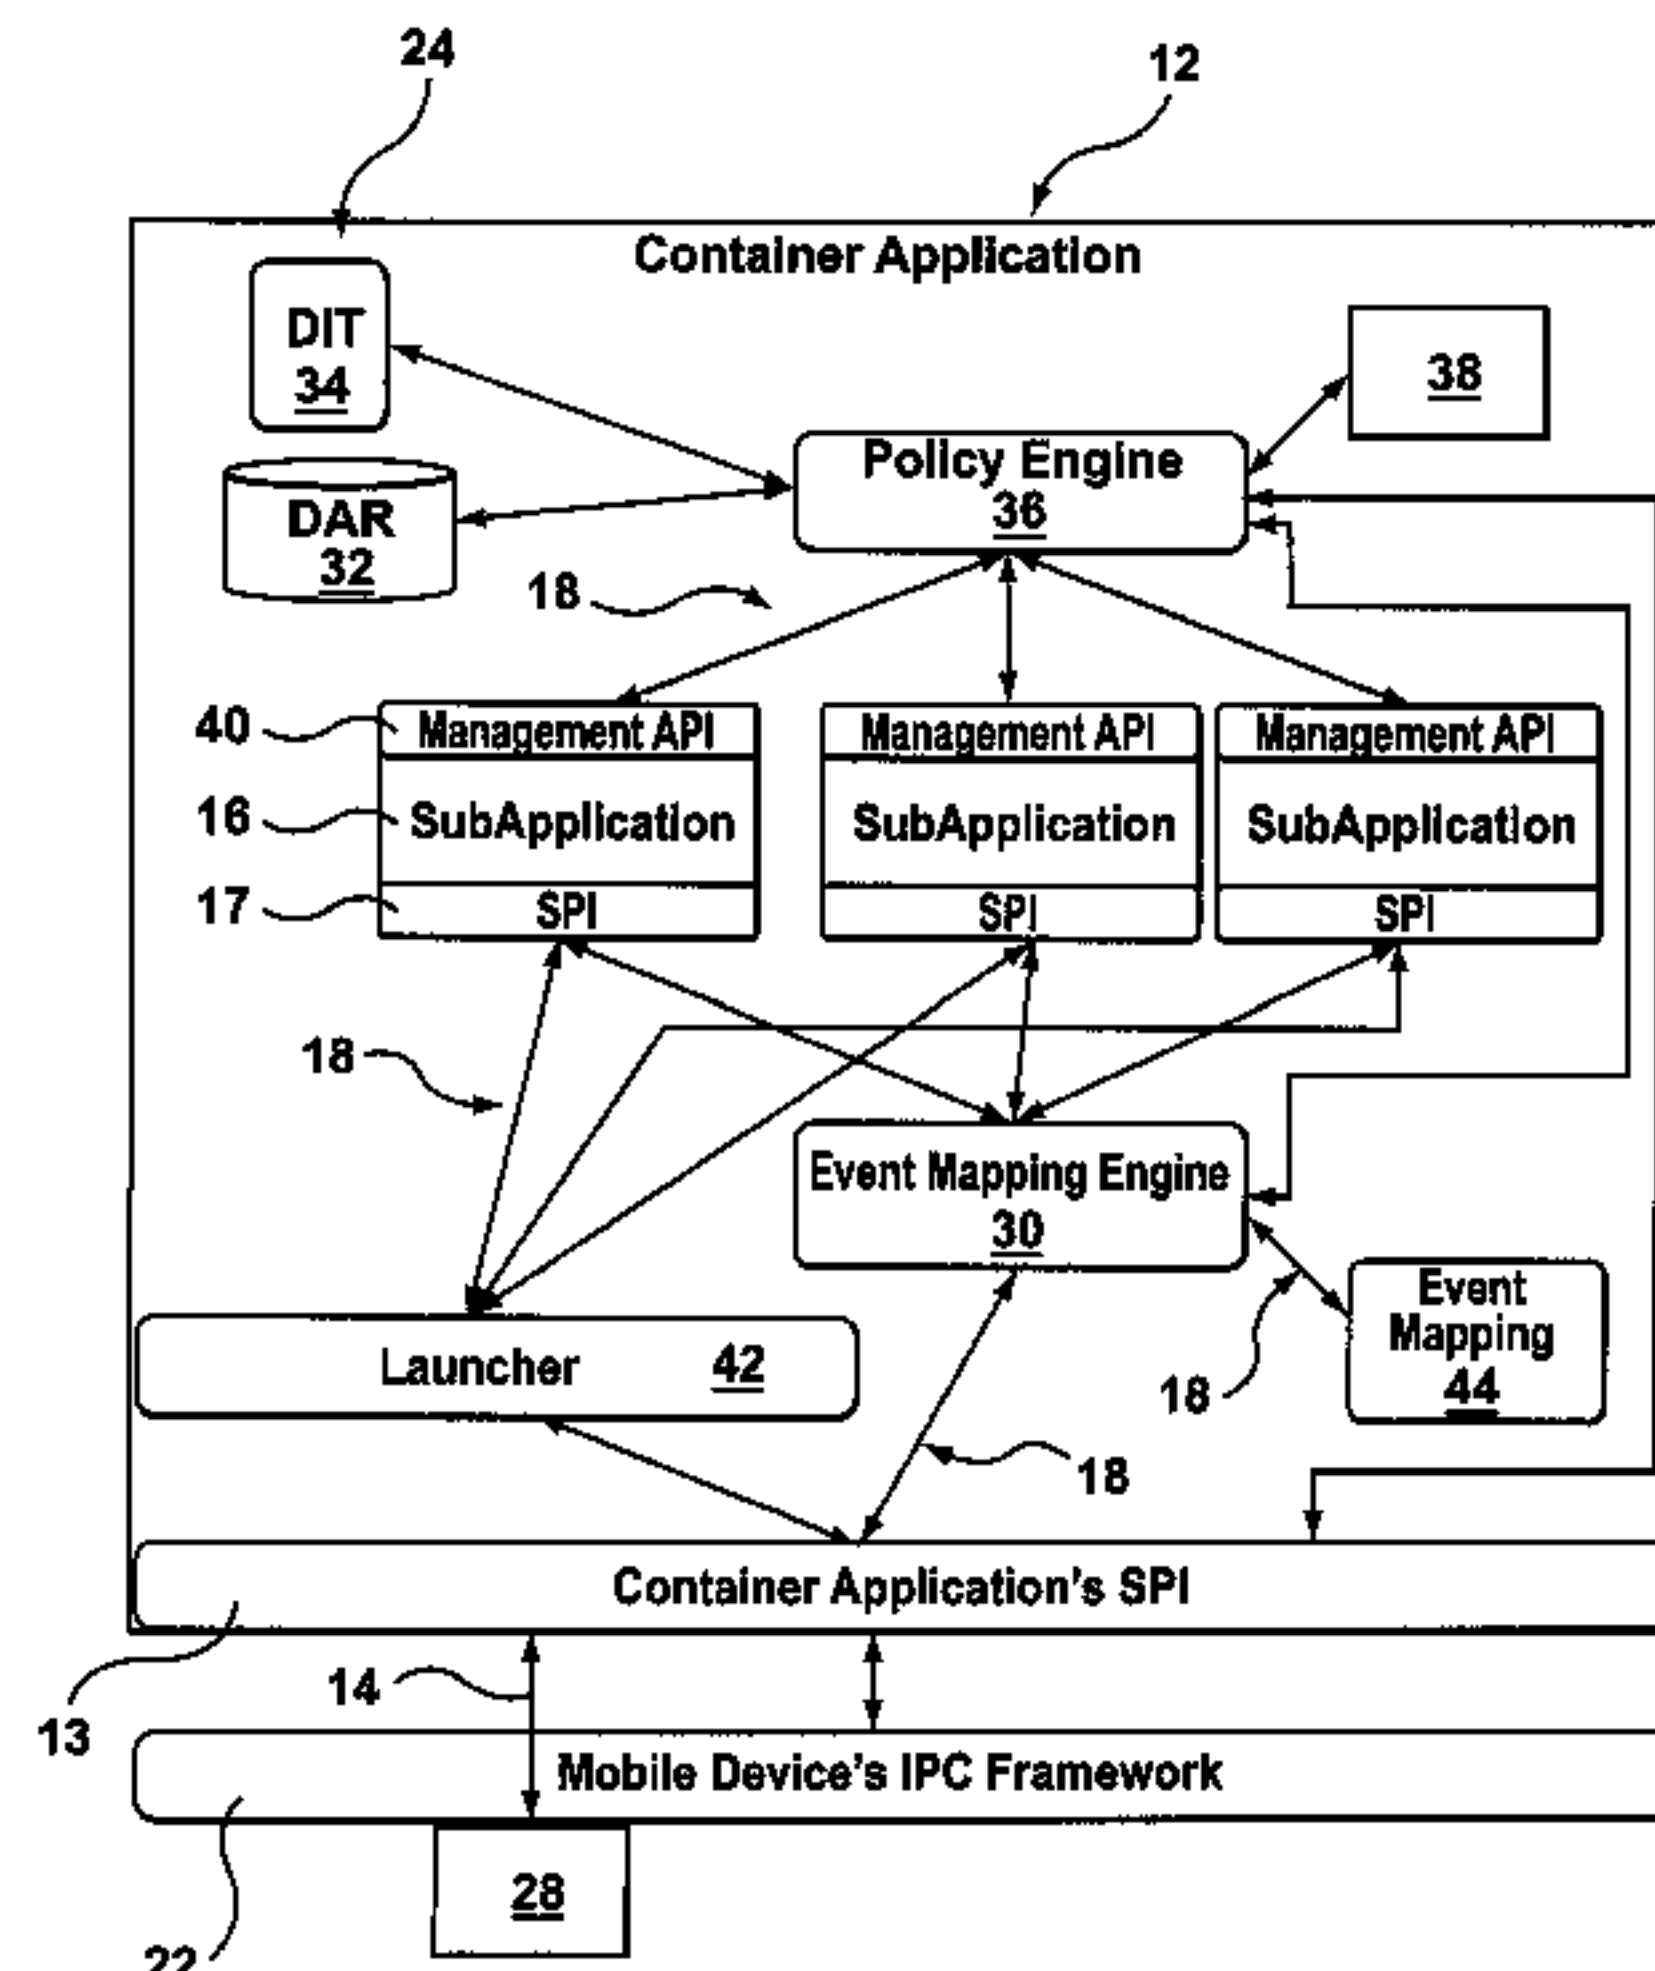 24
12
Container Application
DIT
34
38
Policy Engine
36
DAR
32
18
40
Management API
Management API
Management API
16
SubApplication
SubApplication
SubApplication
17
SPI
SPI
SPI
18
Event Mapping Engine
30
Event
Mapping
44
Launcher 42
18
18
Container Application's SPI
14
13
Mobile Device's IPC Framework
28
22